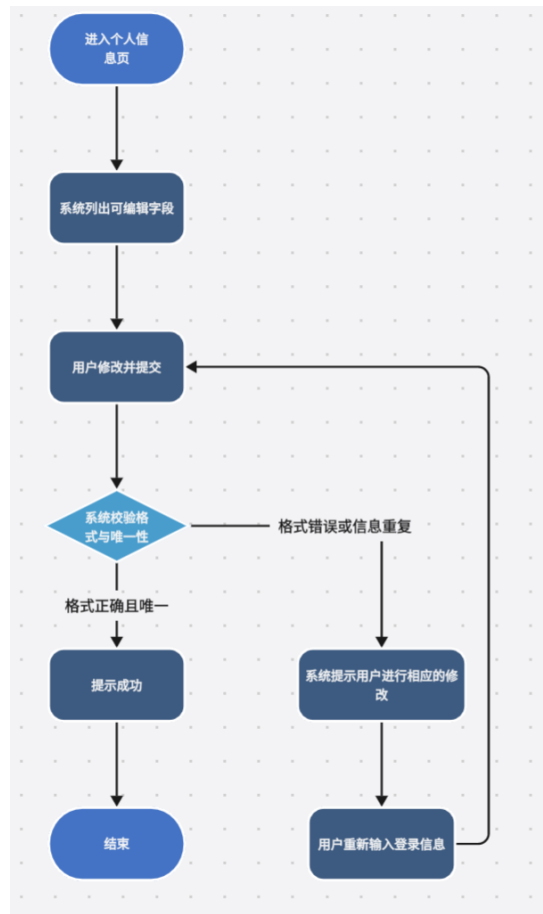 进入个人信
息页
系统列出可编辑字段
用户修改并提交
系统校验格
式与唯一性
格式错误或信息重复
格式正确且唯一
提示成功
系统提示用户进行相应的修
改
结束
用户重新输入登录信息